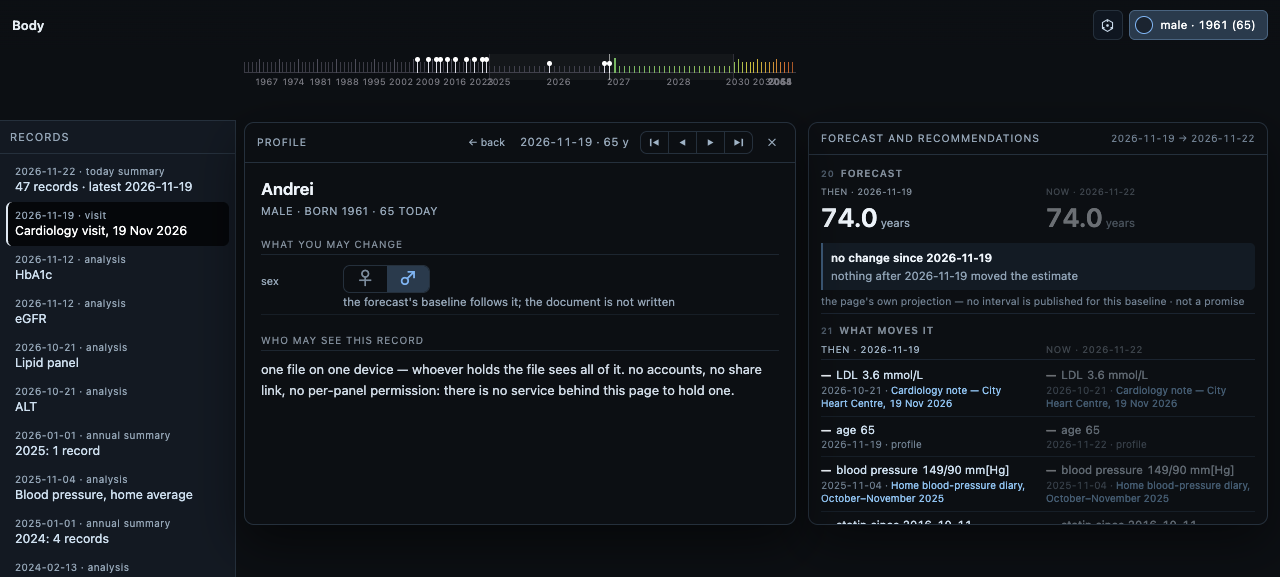 Body
male · 1961 (65)
1967 1974 1981 1988 1995 2002 2009 2016 2025 2026 2027 2028 2030
RECORDS
2026-11-22 · today summary
47 records · latest 2026-11-19
2026-11-19 · visit
Cardiology visit, 19 Nov 2026
2026-11-12 · analysis
HbA1c
2026-11-12 · analysis
eGFR
2026-10-21 · analysis
Lipid panel
2026-10-21 · analysis
ALT
2026-01-01 · annual summary
2025: 1 record
2025-11-04 · analysis
Blood pressure, home average
2025-01-01 · annual summary
2024: 4 records
2024-02-13 · analysis
PROFILE
← back 2026-11-19 · 65 y
Andrei
MALE · BORN 1961 · 65 TODAY
WHAT YOU MAY CHANGE
sex
the forecast's baseline follows it; the document is not written
WHO MAY SEE THIS RECORD
one file on one device — whoever holds the file sees all of it. no accounts, no share
link, no per-panel permission: there is no service behind this page to hold one.
FORECAST AND RECOMMENDATIONS 2026-11-19 → 2026-11-22
20 FORECAST
THEN · 2026-11-19 NOW · 2026-11-22
74.0 years 74.0 years
no change since 2026-11-19
nothing after 2026-11-19 moved the estimate
the page's own projection — no interval is published for this baseline · not a promise
21 WHAT MOVES IT
THEN · 2026-11-19 NOW · 2026-11-22
— LDL 3.6 mmol/L — LDL 3.6 mmol/L
2026-10-21 · Cardiology note — City 2026-10-21 · Cardiology note — City
Heart Centre, 19 Nov 2026 Heart Centre, 19 Nov 2026
— age 65 — age 65
2026-11-19 · profile 2026-11-22 · profile
— blood pressure 149/90 mm[Hg] — blood pressure 149/90 mm[Hg]
2025-11-04 · Home blood-pressure diary, 2025-11-04 · Home blood-pressure diary,
October–November 2025 October–November 2025
— statin since 2016-10-11 — statin since 2016-10-11